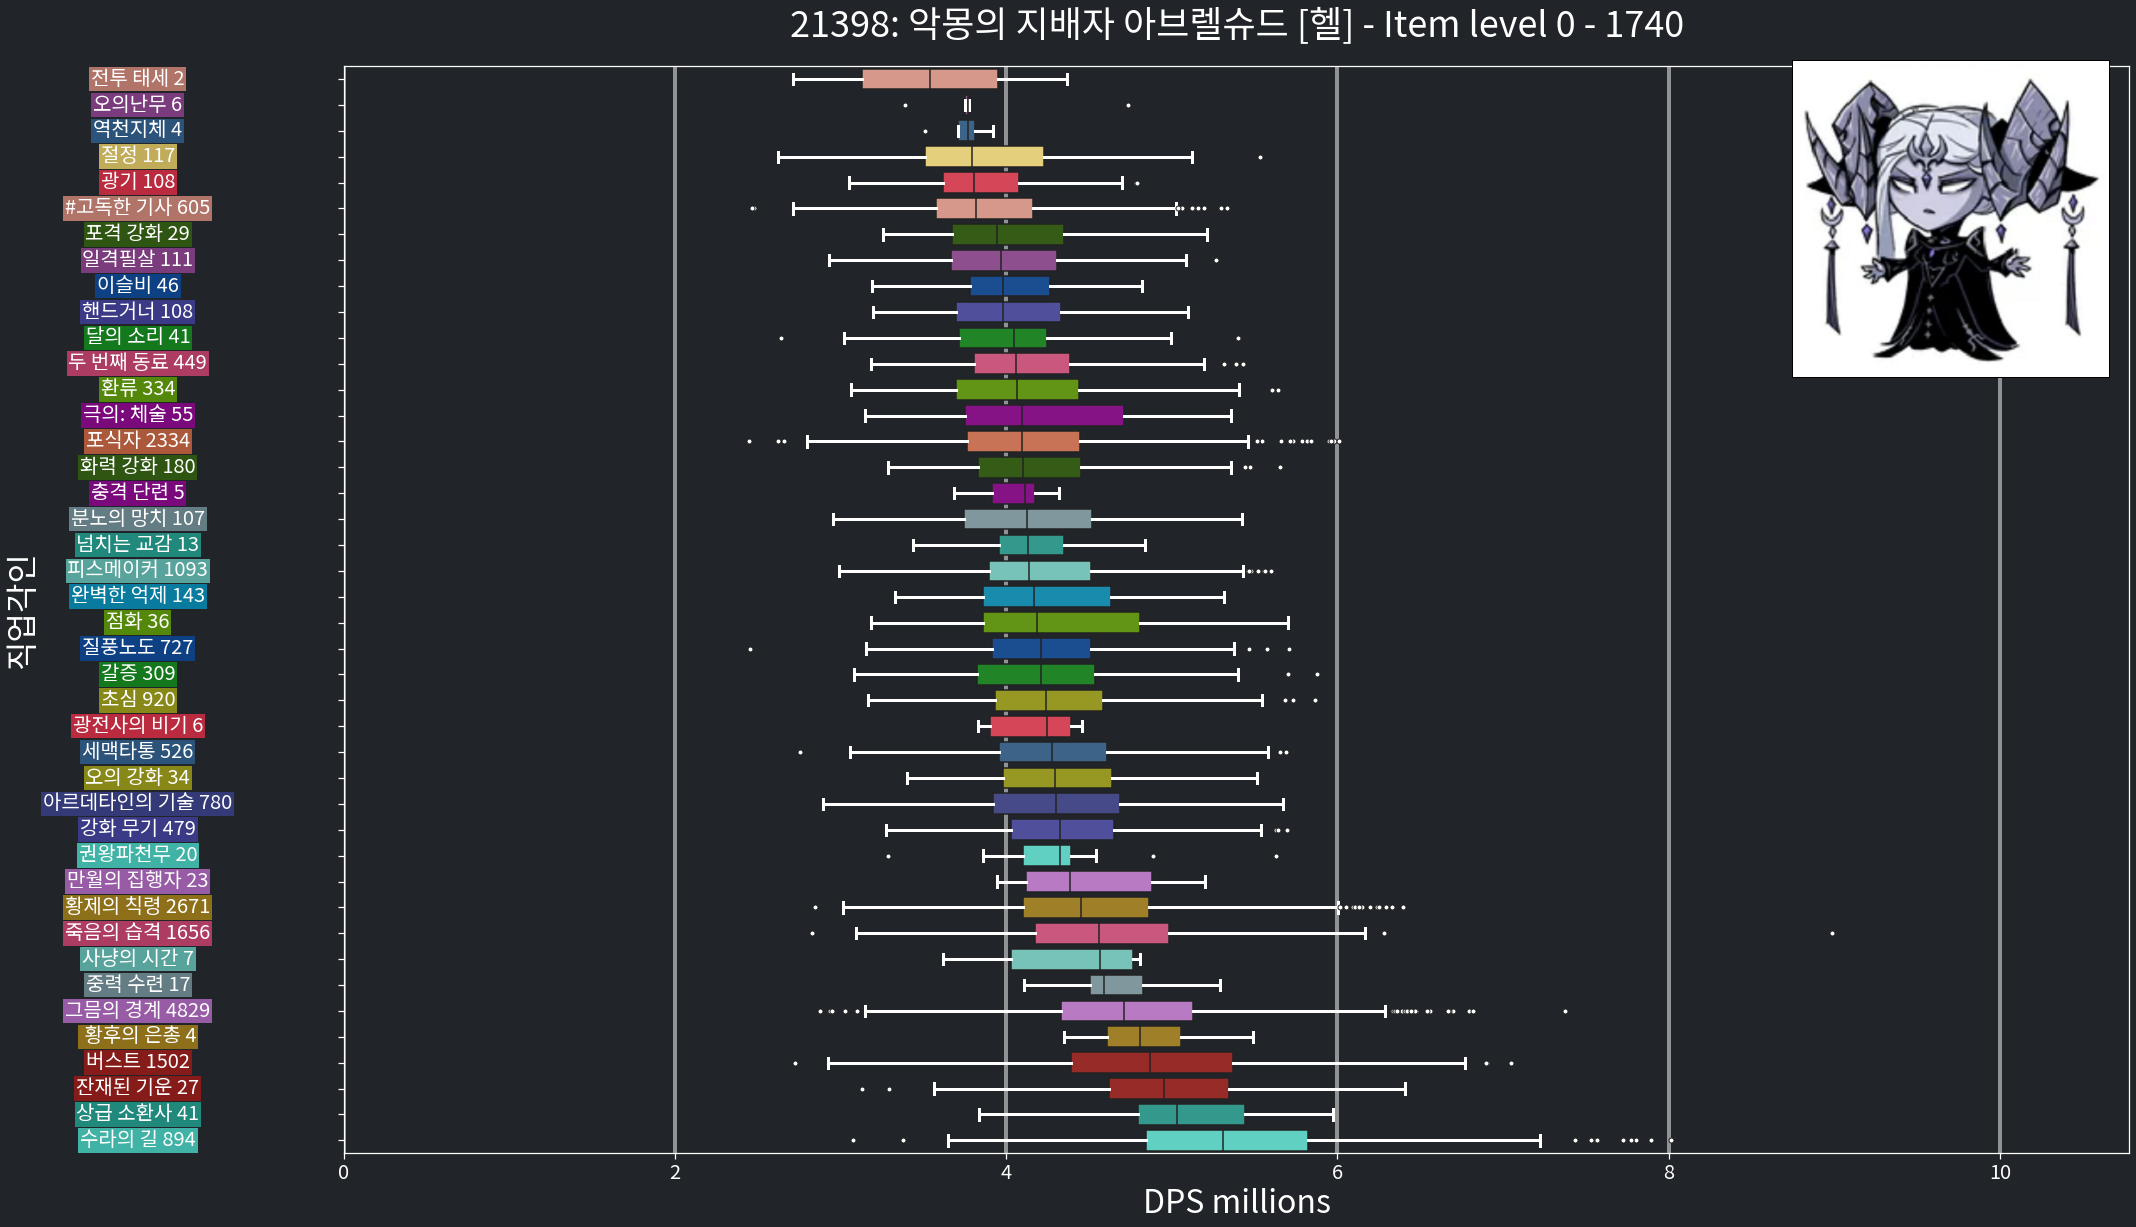 21398: 악몽의 지배자 아브렐슈드 [헬] - Item level 0 - 1740
전투 태세 2
오의난무 6
역천지체 4
절정 117
광기 108
#고독한 기사 605
포격 강화 29
일격필살 111
이슬비 46
핸드거너 108
달의 소리 41
두 번째 동료 449
환류 334
극의: 체술 55
포식자 2334
화력 강화 180
충격 단련 5
분노의 망치 107
넘치는 교감 13
피스메이커 1093
완벽한 억제 143
점화 36
질풍노도 727
갈증 309
초심 920
광전사의 비기 6
세맥타통 526
오의 강화 34
아르데타인의 기술 780
강화 무기 479
권왕파천무 20
만월의 집행자 23
황제의 칙령 2671
죽음의 습격 1656
사냥의 시간 7
중력 수련 17
그믐의 경계 4829
황후의 은총 4
버스트 1502
잔재된 기운 27
상급 소환사 41
수라의 길 894
직업각인
0 2 4 6 8 10
DPS millions